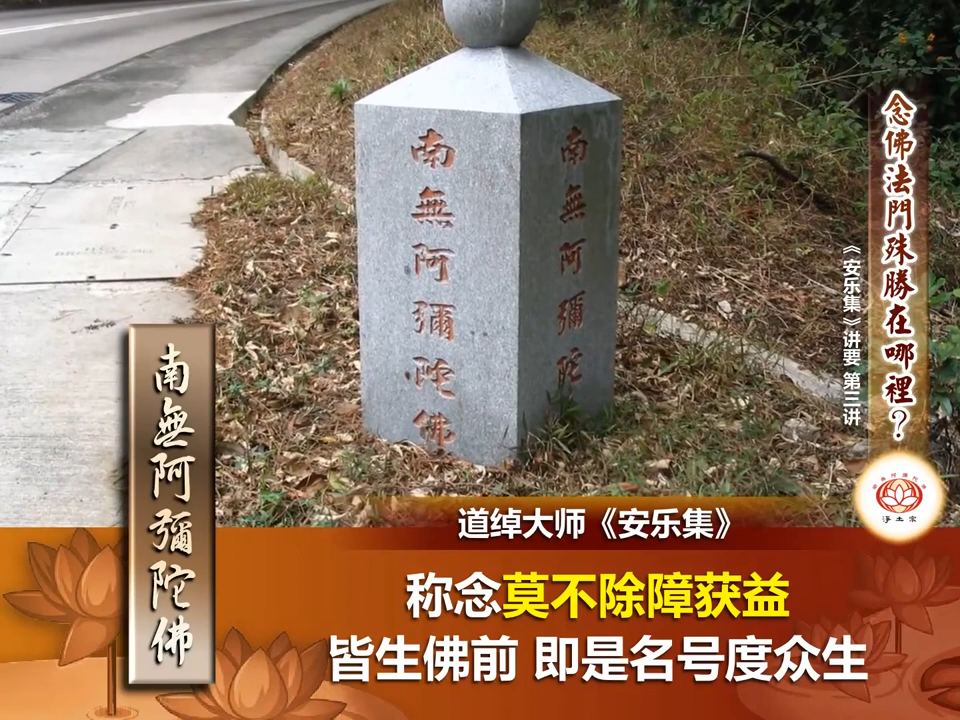 南無阿彌陀佛
南無阿彌陀
念佛法門殊勝在哪裡？
《安乐集》讲要 第三讲
南無阿彌陀佛
淨土宗
道绰大师《安乐集》
称念莫不除障获益
皆生佛前 即是名号度众生